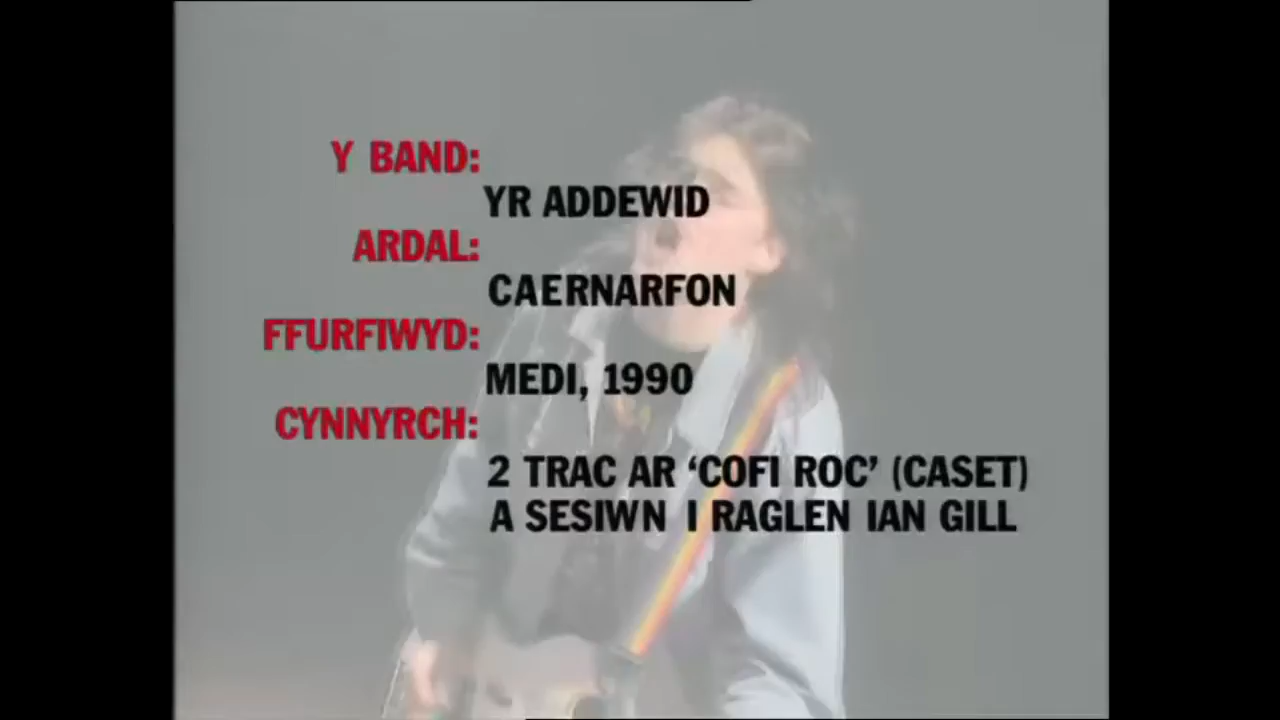 Y BAND:
YR ADDEWID
ARDAL:
CAERNARFON
FFURFIWYD:
MEDI, 1990
CYNNYRCH:
2 TRAC AR ‘COFI ROC’ (CASET)
A SESIWN I RAGLEN IAN GILL